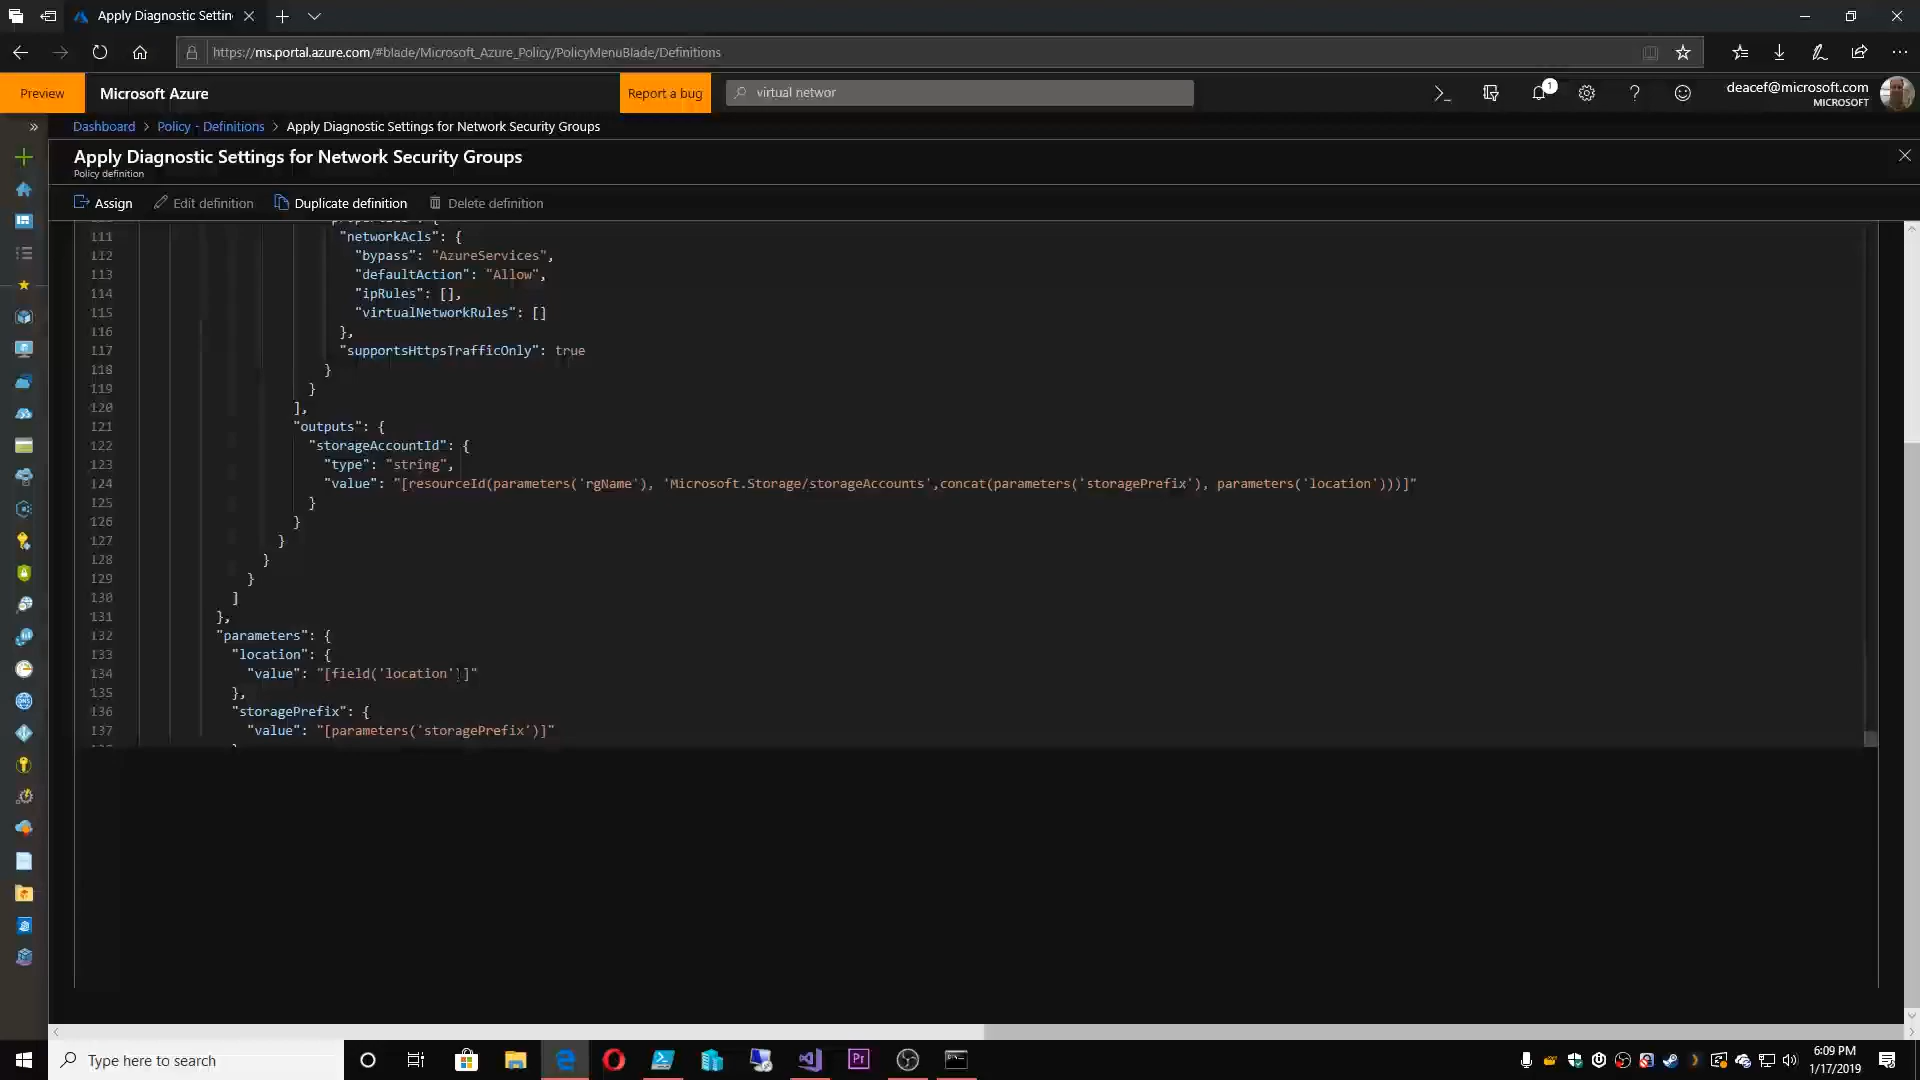 Apply Diagnostic Settin
https://ms.portal.azure.com/#blade/Microsoft_Azure_Policy/PolicyMenuBlade/Definitions
Preview
Microsoft Azure
Report a bug
virtual networ
1
deacef@microsoft.com
MICROSOFT
Dashboard > Policy - Definitions > Apply Diagnostic Settings for Network Security Groups
Apply Diagnostic Settings for Network Security Groups
Policy definition
Assign
Edit definition
Duplicate definition
Delete definition
111 "networkAcls": {
112 "bypass": "AzureServices",
113 "defaultAction": "Allow",
114 "ipRules": [],
115 "virtualNetworkRules": []
116 },
117 "supportsHttpsTrafficOnly": true
118 }
119 }
120 ],
121 "outputs": {
122 "storageAccountId": {
123 "type": "string",
124 "value": "[resourceId(parameters('rgName'), 'Microsoft.Storage/storageAccounts',concat(parameters('storagePrefix'), parameters('location')))]"
125 }
126 }
127 }
128 }
129 }
130 ]
131 },
132 "parameters": {
133 "location": {
134 "value": "[field('location')]"
135 },
136 "storagePrefix": {
137 "value": "[parameters('storagePrefix')]"
Type here to search
6:09 PM
1/17/2019